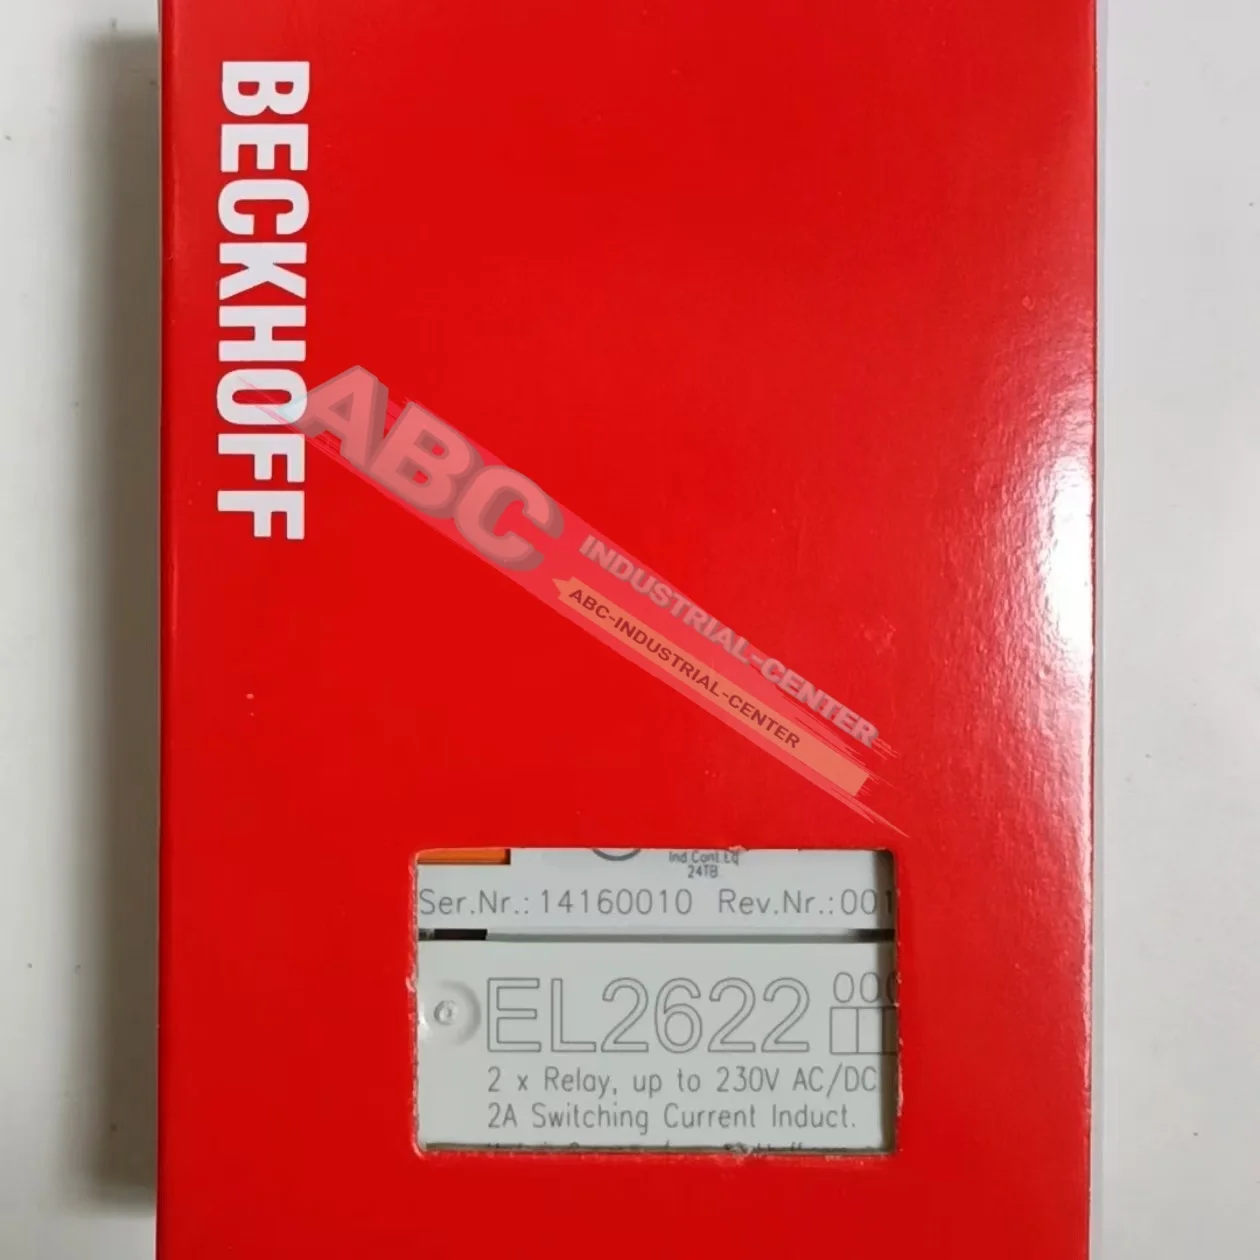 BECKHOFF
ABC
INDUSTRIAL-CENTER
ABC-INDUSTRIAL-CENTER
Ind.Cont.Eq
24TB
Ser.Nr.: 14160010 Rev.Nr.: 001
EL2622
2 x Relay, up to 230V AC/DC
2A Switching Current Induct.